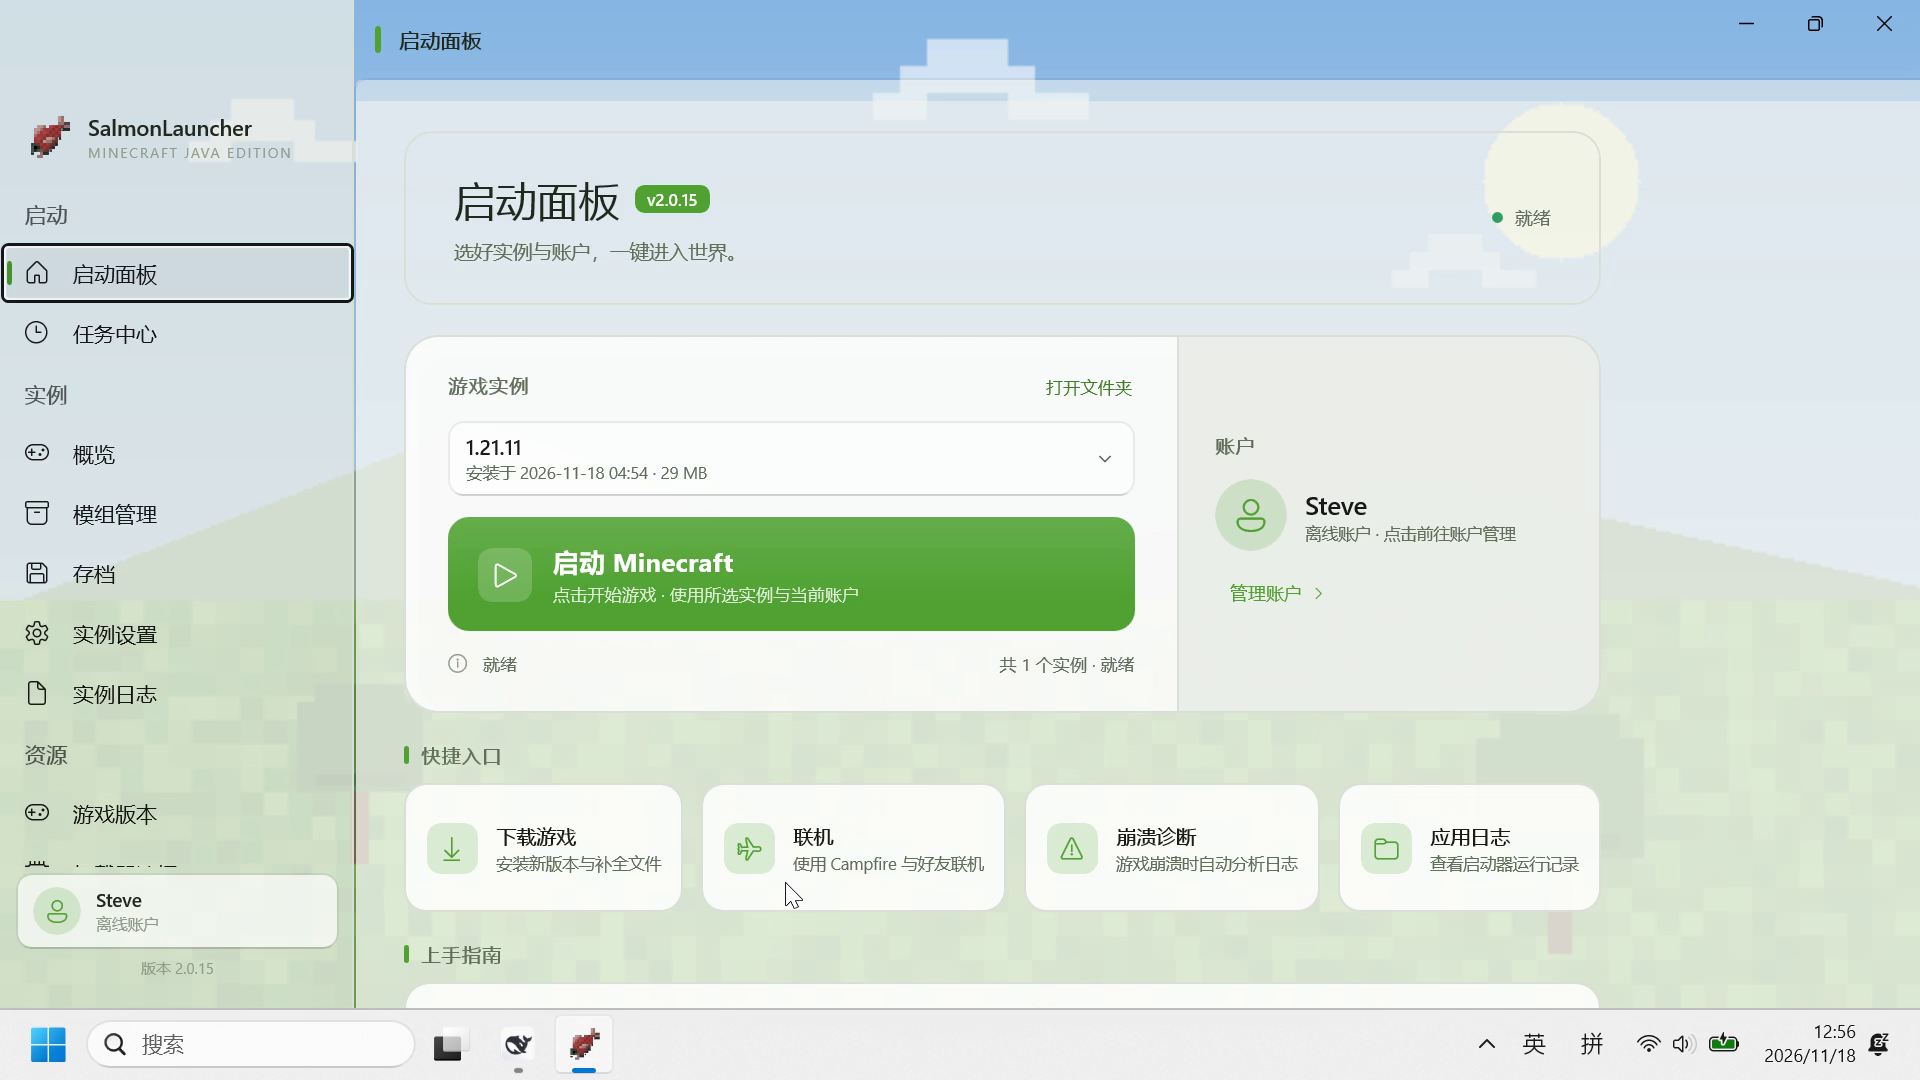 启动面板
SalmonLauncher
MINECRAFT JAVA EDITION
启动
启动面板
任务中心
实例
概览
模组管理
存档
实例设置
实例日志
资源
游戏版本
Steve
离线账户
版本 2.0.15
启动面板 v2.0.15
选好实例与账户，一键进入世界。
就绪
游戏实例
打开文件夹
1.21.11
安装于 2026-11-18 04:54 · 29 MB
启动 Minecraft
点击开始游戏 · 使用所选实例与当前账户
就绪
共 1 个实例 · 就绪
账户
Steve
离线账户 · 点击前往账户管理
管理账户
快捷入口
下载游戏
安装新版本与补全文件
联机
使用 Campfire 与好友联机
崩溃诊断
游戏崩溃时自动分析日志
应用日志
查看启动器运行记录
上手指南
搜索
英
拼
12:56
2026/11/18